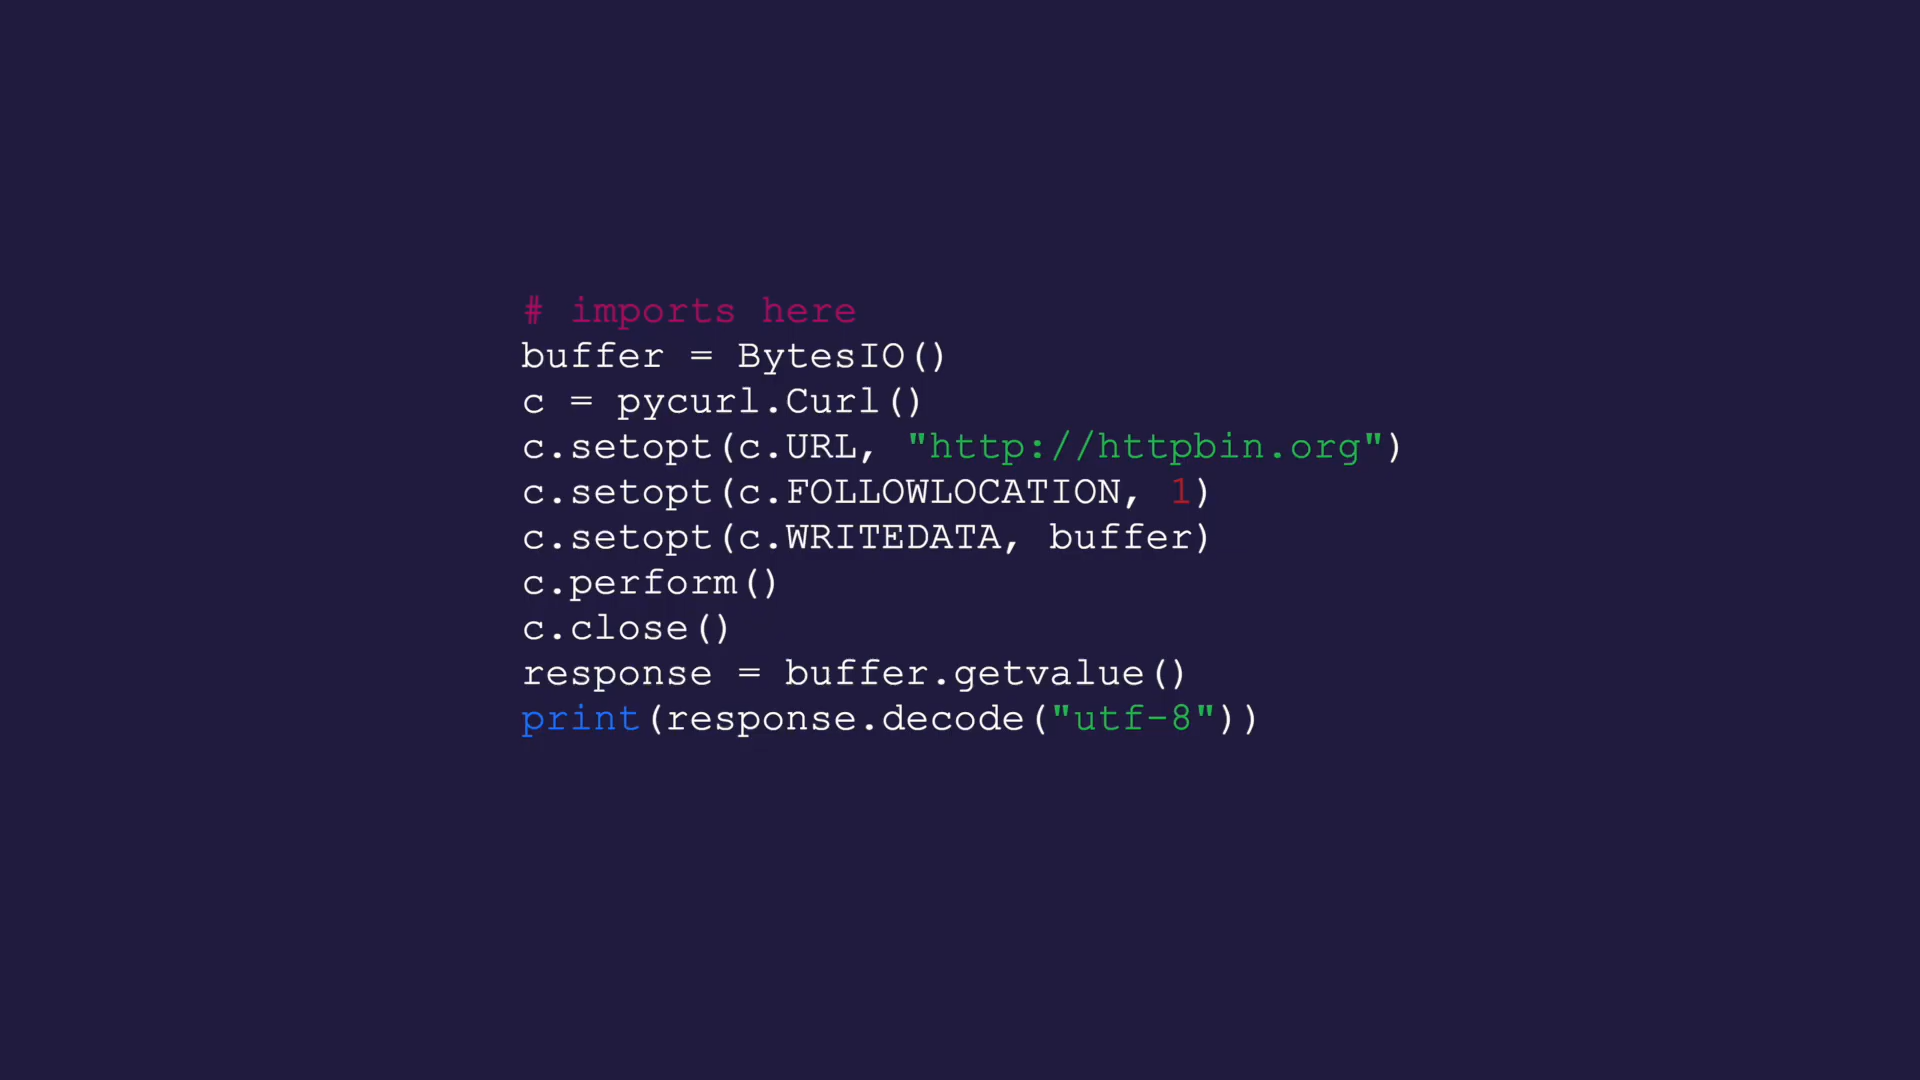 # imports here
buffer = BytesIO()
c = pycurl.Curl()
c.setopt(c.URL, "http://httpbin.org")
c.setopt(c.FOLLOWLOCATION, 1)
c.setopt(c.WRITEDATA, buffer)
c.perform()
c.close()
response = buffer.getvalue()
print(response.decode("utf-8"))